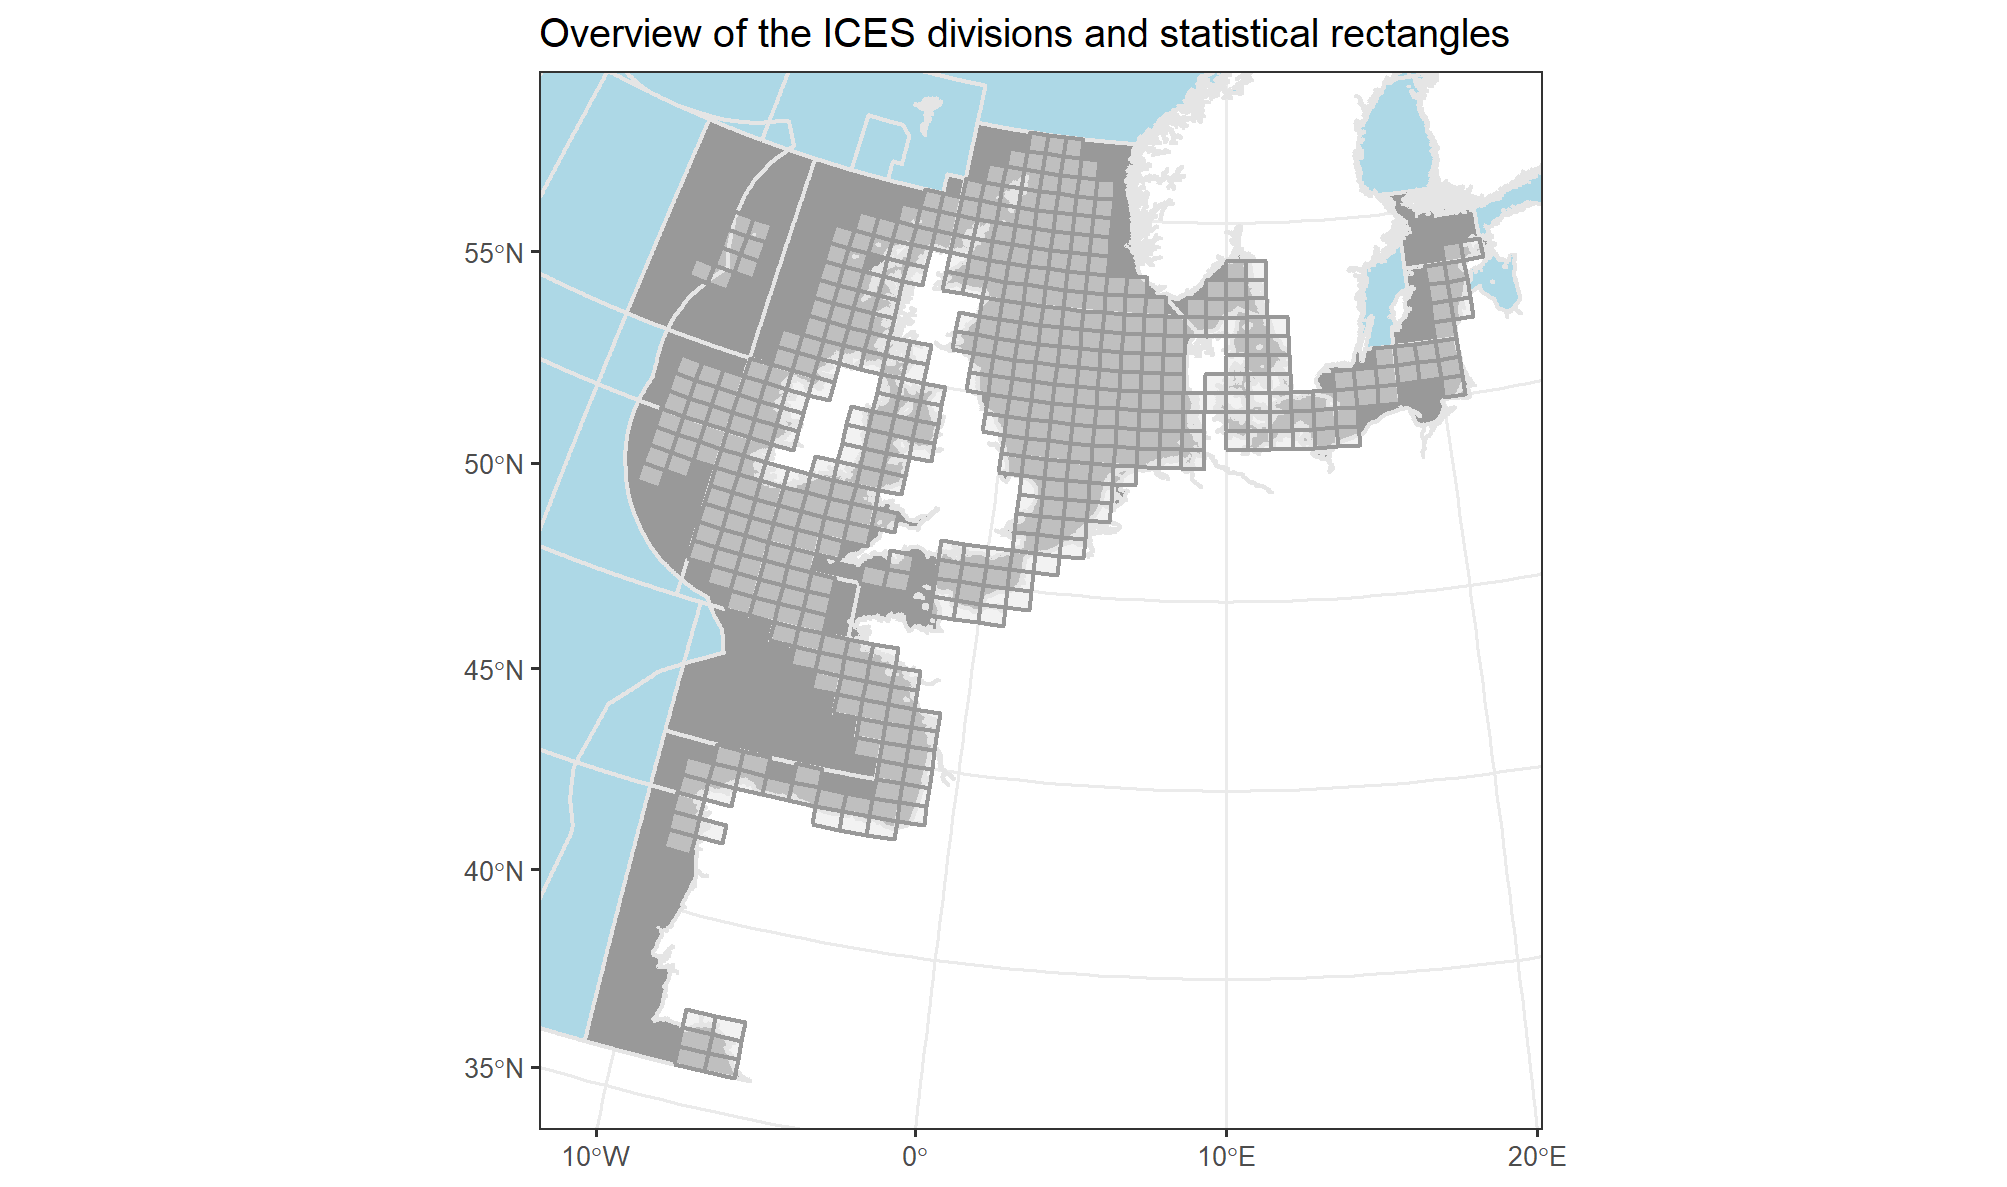 Overview of the ICES divisions and statistical rectangles
55°N
50°N
45°N
40°N
35°N
10°W
0°
10°E
20°E